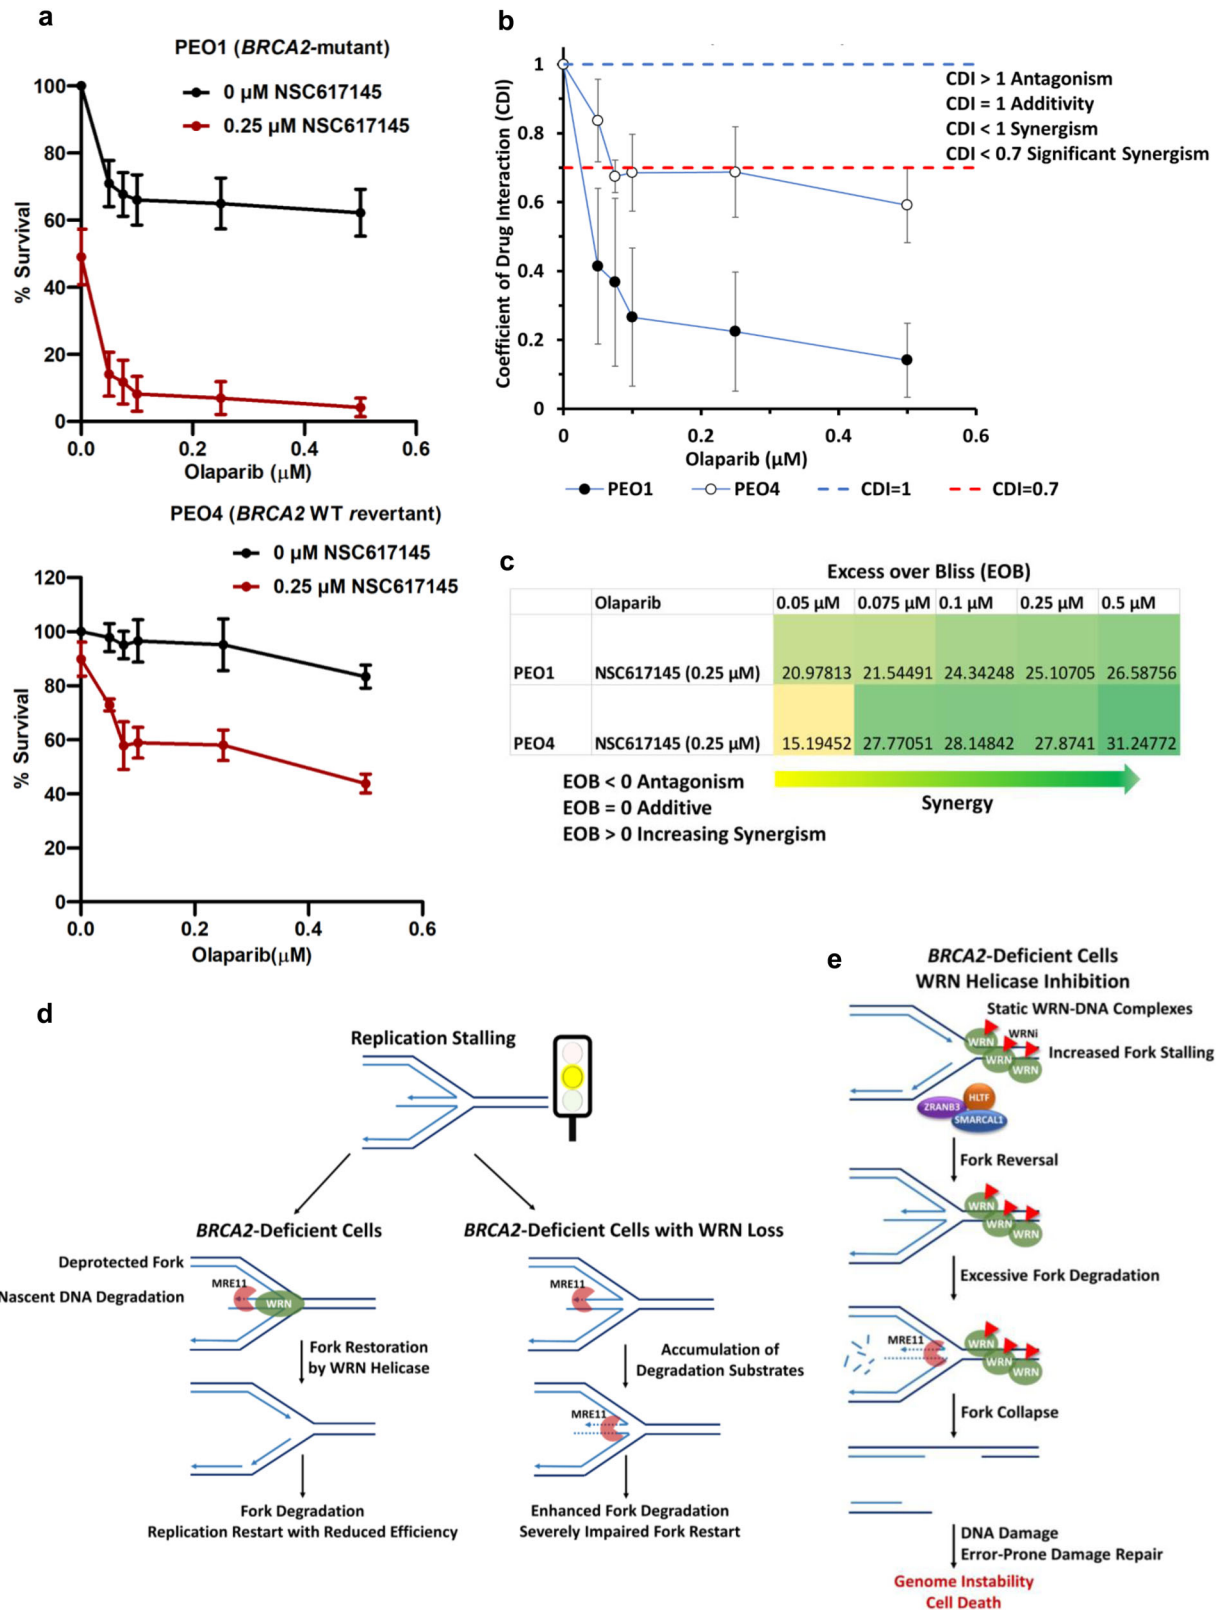 a
PEO1 (BRCA2-mutant)
0 µM NSC617145
0.25 µM NSC617145
100
80
60
40
20
0
% Survival
0.0
0.2
0.4
0.6
Olaparib (µM)
PEO4 (BRCA2 WT revertant)
0 µM NSC617145
0.25 µM NSC617145
120
100
80
60
40
20
0
% Survival
0.0
0.2
0.4
0.6
Olaparib(µM)
b
1
0.8
0.6
0.4
0.2
0
Coefficient of Drug Interaction (CDI)
CDI > 1 Antagonism
CDI = 1 Additivity
CDI < 1 Synergism
CDI < 0.7 Significant Synergism
0
0.2
0.4
0.6
Olaparib (µM)
PEO1
PEO4
CDI=1
CDI=0.7
c
Excess over Bliss (EOB)
Olaparib 0.05 µM 0.075 µM 0.1 µM 0.25 µM 0.5 µM
PEO1 NSC617145 (0.25 µM) 20.97813 21.54491 24.34248 25.10705 26.58756
PEO4 NSC617145 (0.25 µM) 15.19452 27.77051 28.14842 27.8741 31.24772
EOB < 0 Antagonism
EOB = 0 Additive
EOB > 0 Increasing Synergism
Synergy
d
Replication Stalling
BRCA2-Deficient Cells
Deprotected Fork
MRE11
Nascent DNA Degradation
WRN
Fork Restoration
by WRN Helicase
Fork Degradation
Replication Restart with Reduced Efficiency
BRCA2-Deficient Cells with WRN Loss
MRE11
Accumulation of
Degradation Substrates
MRE11
Enhanced Fork Degradation
Severely Impaired Fork Restart
e
BRCA2-Deficient Cells
WRN Helicase Inhibition
Static WRN-DNA Complexes
WRNi
WRN
WRN
WRN
Increased Fork Stalling
ZRANB3
HLTF
SMARCAL1
Fork Reversal
WRN
WRN
WRN
Excessive Fork Degradation
MRE11
WRN
WRN
WRN
Fork Collapse
DNA Damage
Error-Prone Damage Repair
Genome Instability
Cell Death